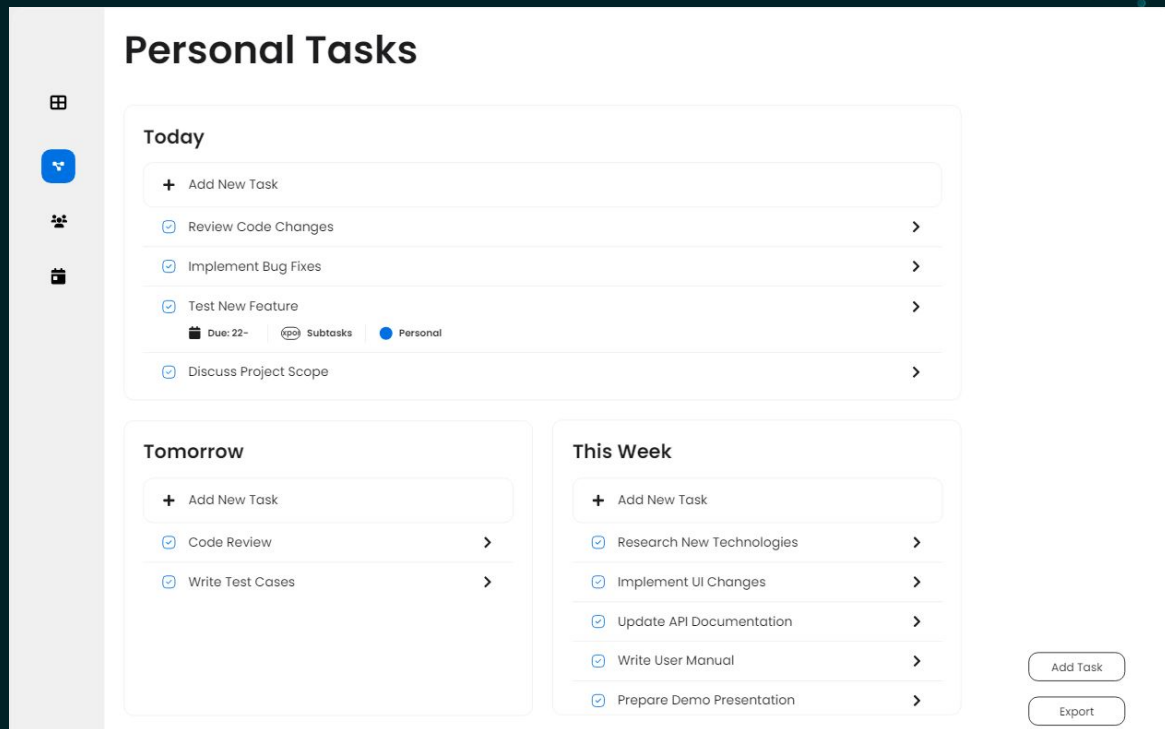 Personal Tasks
Today
Add New Task
Review Code Changes
Implement Bug Fixes
Test New Feature
Due: 22- Subtasks Personal
Discuss Project Scope
Tomorrow
Add New Task
Code Review
Write Test Cases
This Week
Add New Task
Research New Technologies
Implement UI Changes
Update API Documentation
Write User Manual
Prepare Demo Presentation
Add Task
Export